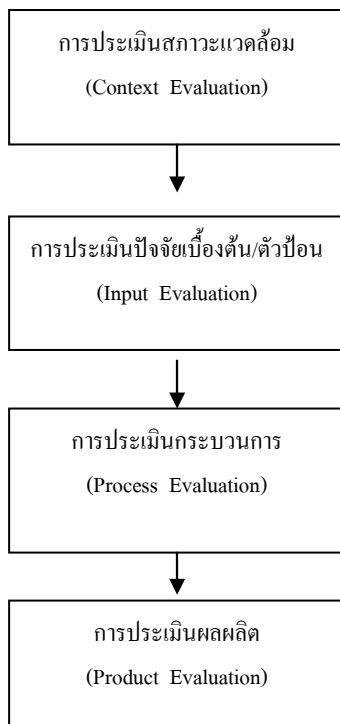 การประเมินสภาวะแวดล้อม
(Context Evaluation)
การประเมินปัจจัยเบื้องต้น/ตัวป้อน
(Input Evaluation)
การประเมินกระบวนการ
(Process Evaluation)
การประเมินผลผลิต
(Product Evaluation)